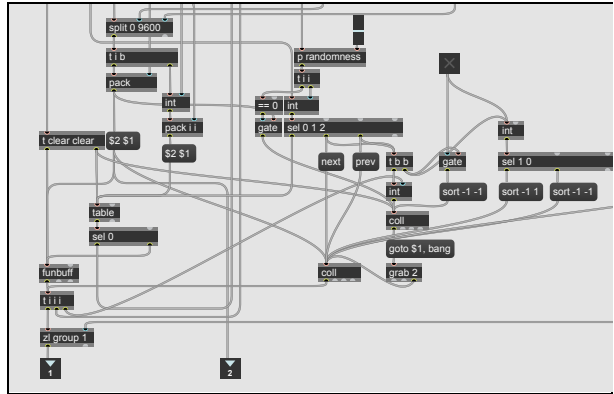 split 0 9600
t i b
p randomness
pack
t i i
int
== 0
int
pack i i
gate
sel 0 1 2
int
t clear clear
$2 $1
$2 $1
next
prev
t b b
gate
sel 1 0
int
sort -1 -1
sort -1 1
sort -1 -1
table
coll
sel 0
goto $1, bang
funbuff
coll
grab 2
t i i i
zl group 1
1
2